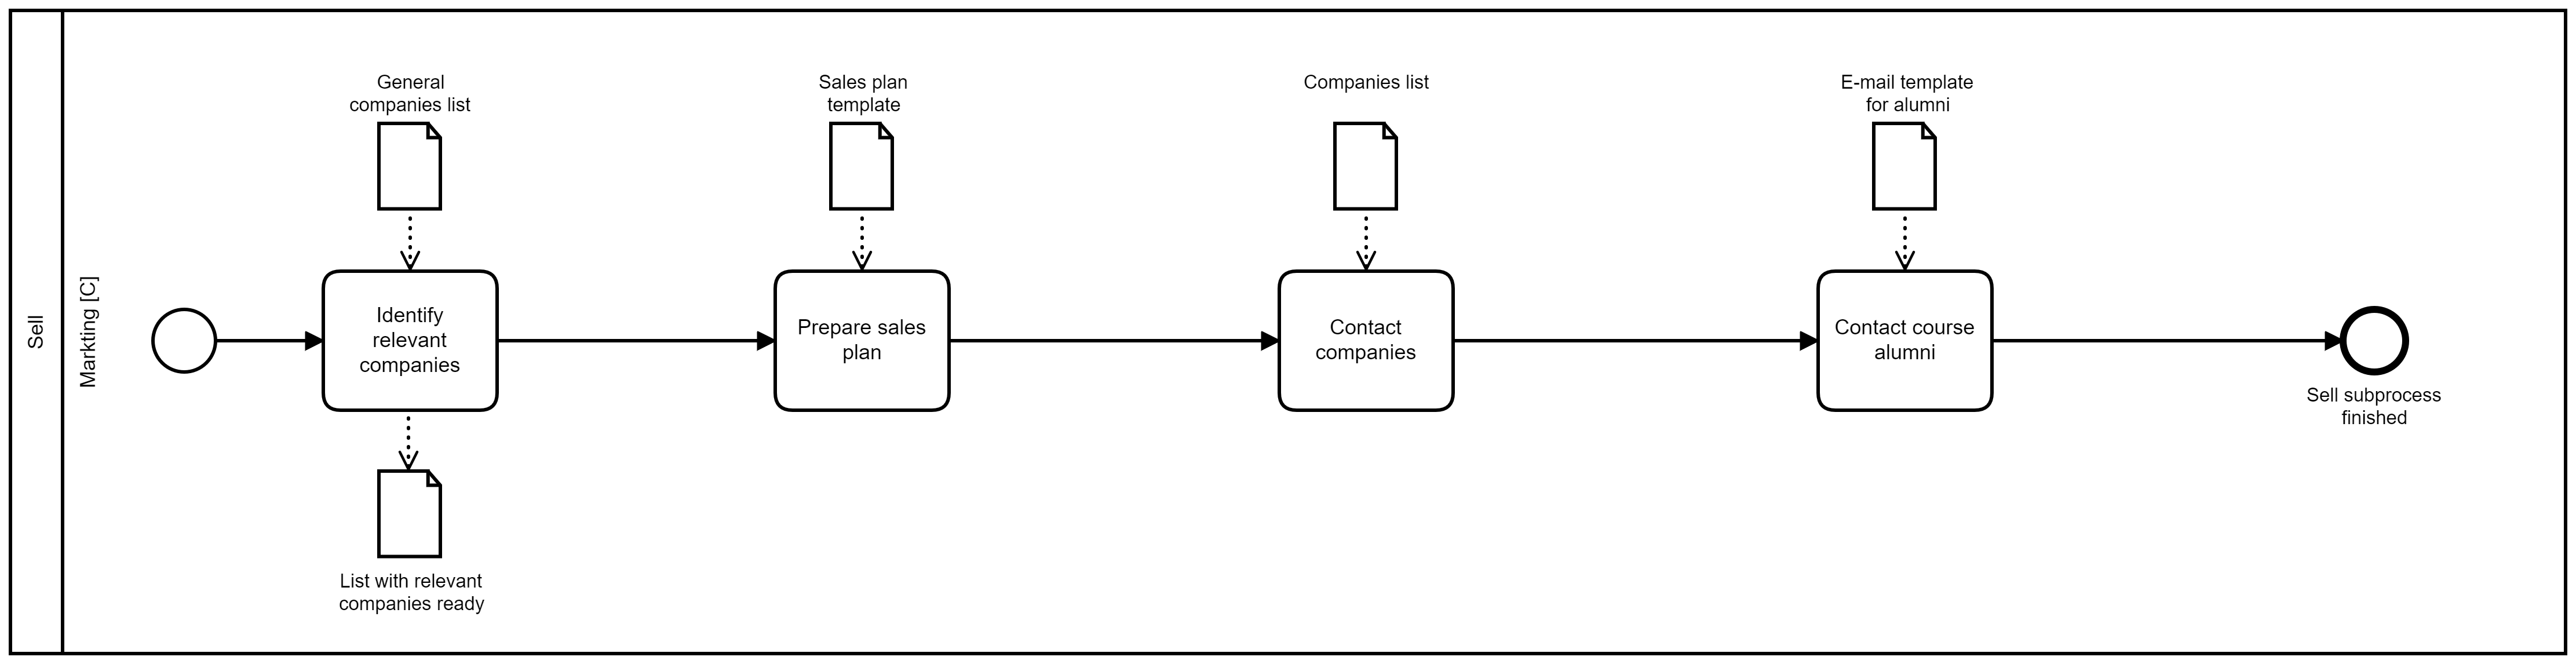 Sell
Markting [C]
General
companies list
Sales plan
template
Companies list
E-mail template
for alumni
Identify
relevant
companies
Prepare sales
plan
Contact
companies
Contact course
alumni
Sell subprocess
finished
List with relevant
companies ready